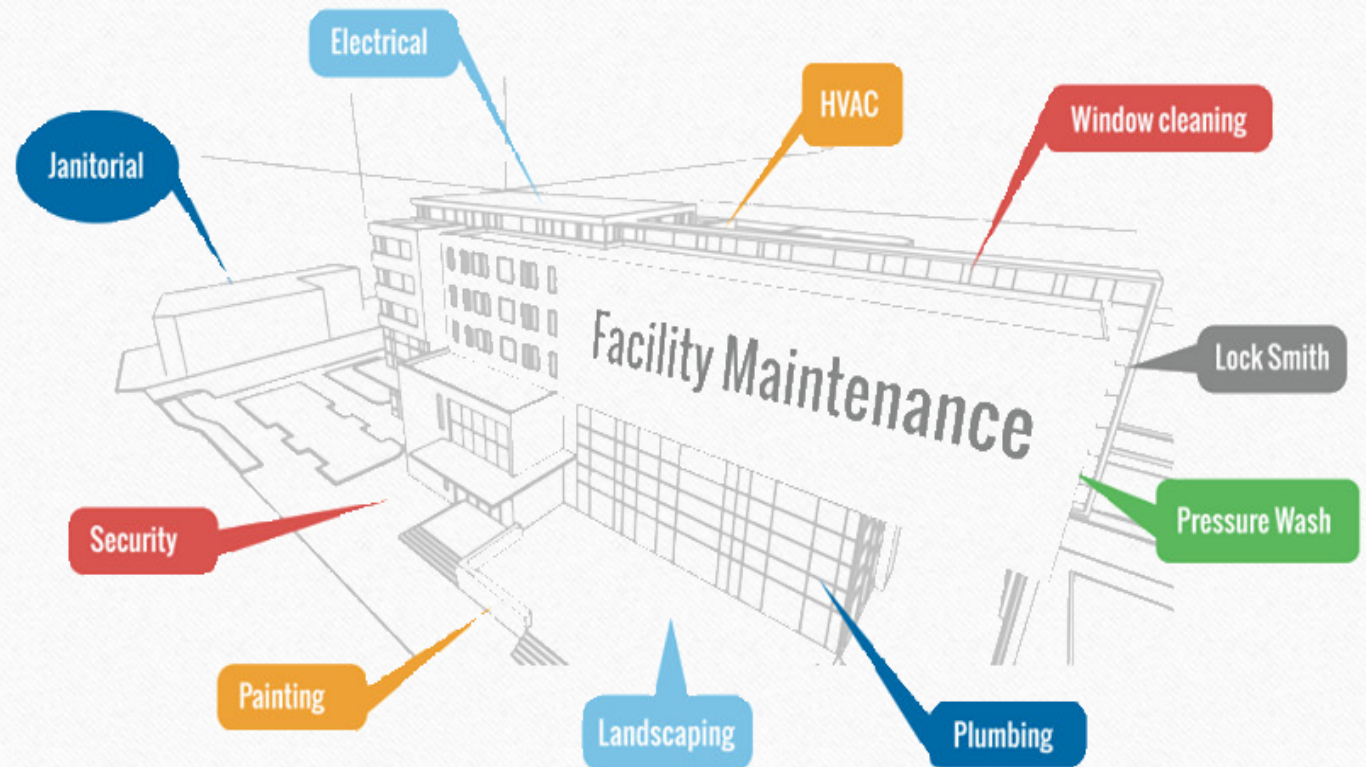 Electrical
HVAC
Window cleaning
Janitorial
Facility Maintenance
Lock Smith
Pressure Wash
Security
Painting
Landscaping
Plumbing